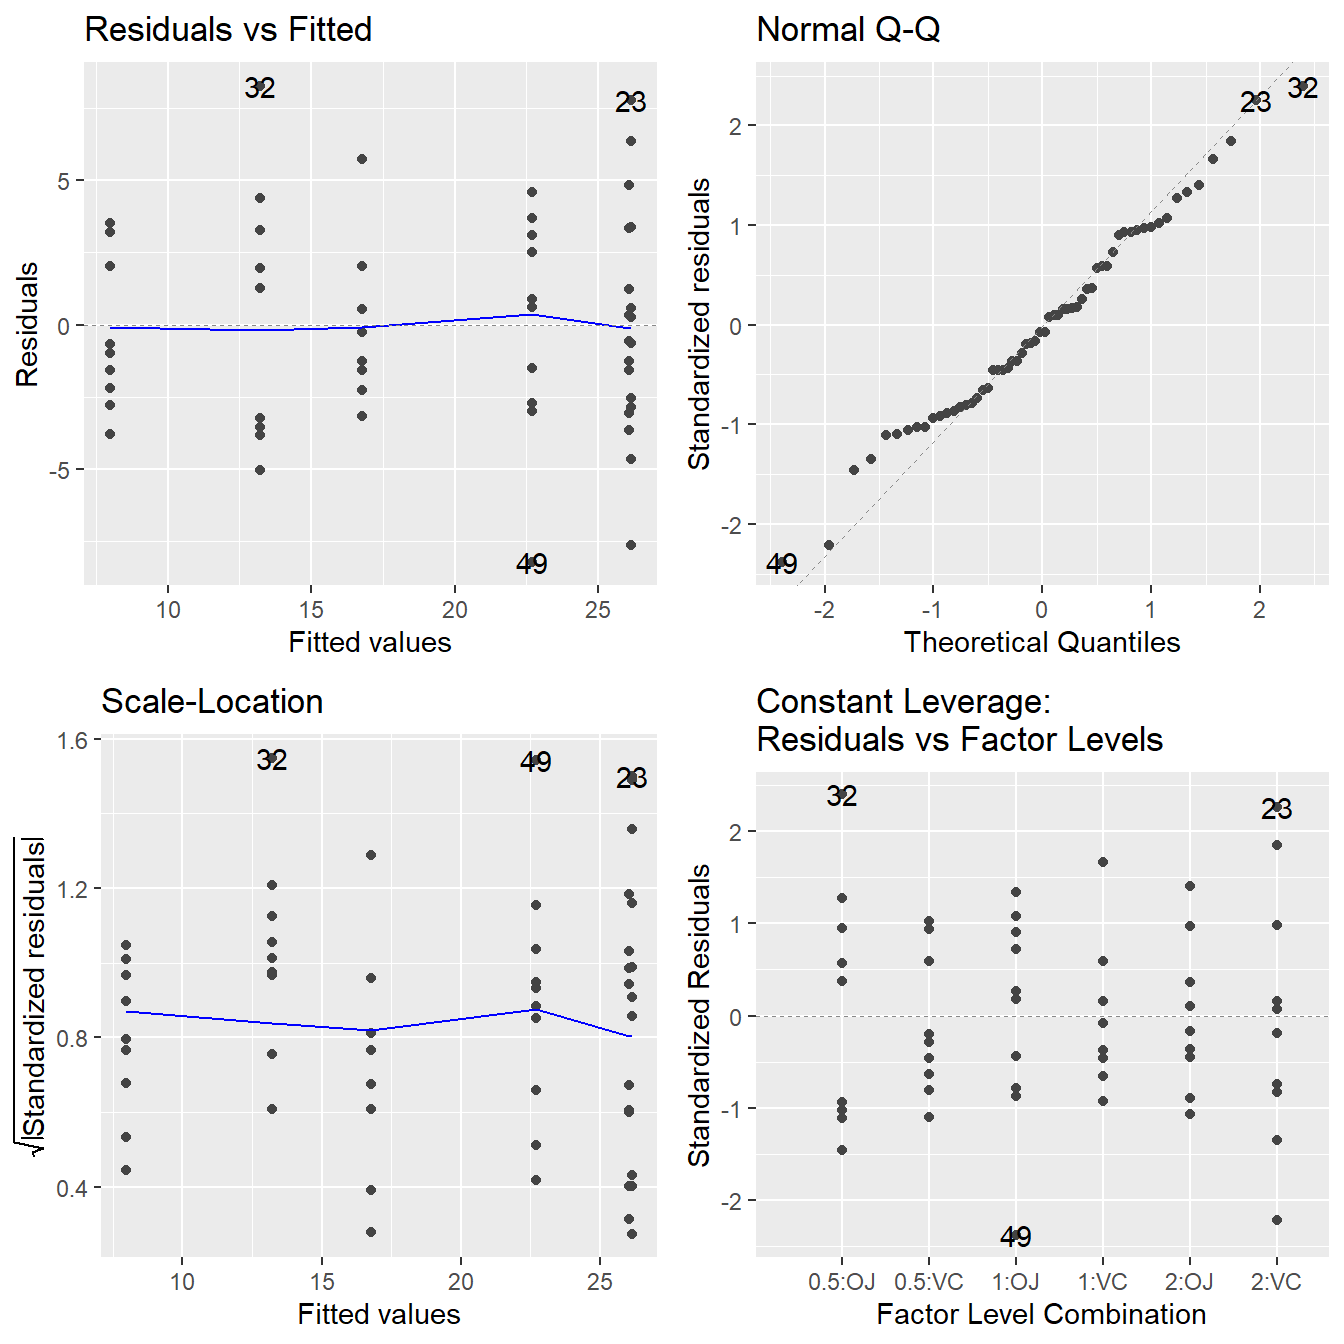 Residuals vs Fitted
32
23
49
5
0
-5
10
15
20
25
Residuals
Fitted values
Normal Q-Q
23
32
49
2
1
0
-1
-2
-2
-1
0
1
2
Standardized residuals
Theoretical Quantiles
Scale-Location
32
49
23
1.6
1.2
0.8
0.4
10
15
20
25
√|Standardized residuals|
Fitted values
Constant Leverage:
Residuals vs Factor Levels
32
23
49
2
1
0
-1
-2
0.5:OJ
0.5:VC
1:OJ
1:VC
2:OJ
2:VC
Standardized Residuals
Factor Level Combination